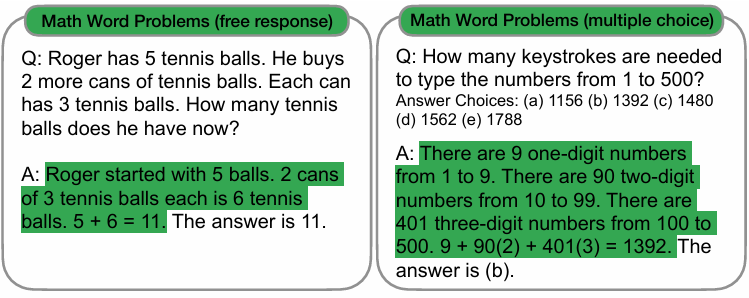 Math Word Problems (free response)
Q: Roger has 5 tennis balls. He buys
2 more cans of tennis balls. Each can
has 3 tennis balls. How many tennis
balls does he have now?
A: Roger started with 5 balls. 2 cans
of 3 tennis balls each is 6 tennis
balls. 5 + 6 = 11. The answer is 11.
Math Word Problems (multiple choice)
Q: How many keystrokes are needed
to type the numbers from 1 to 500?
Answer Choices: (a) 1156 (b) 1392 (c) 1480
(d) 1562 (e) 1788
A: There are 9 one-digit numbers
from 1 to 9. There are 90 two-digit
numbers from 10 to 99. There are
401 three-digit numbers from 100 to
500. 9 + 90(2) + 401(3) = 1392. The
answer is (b).